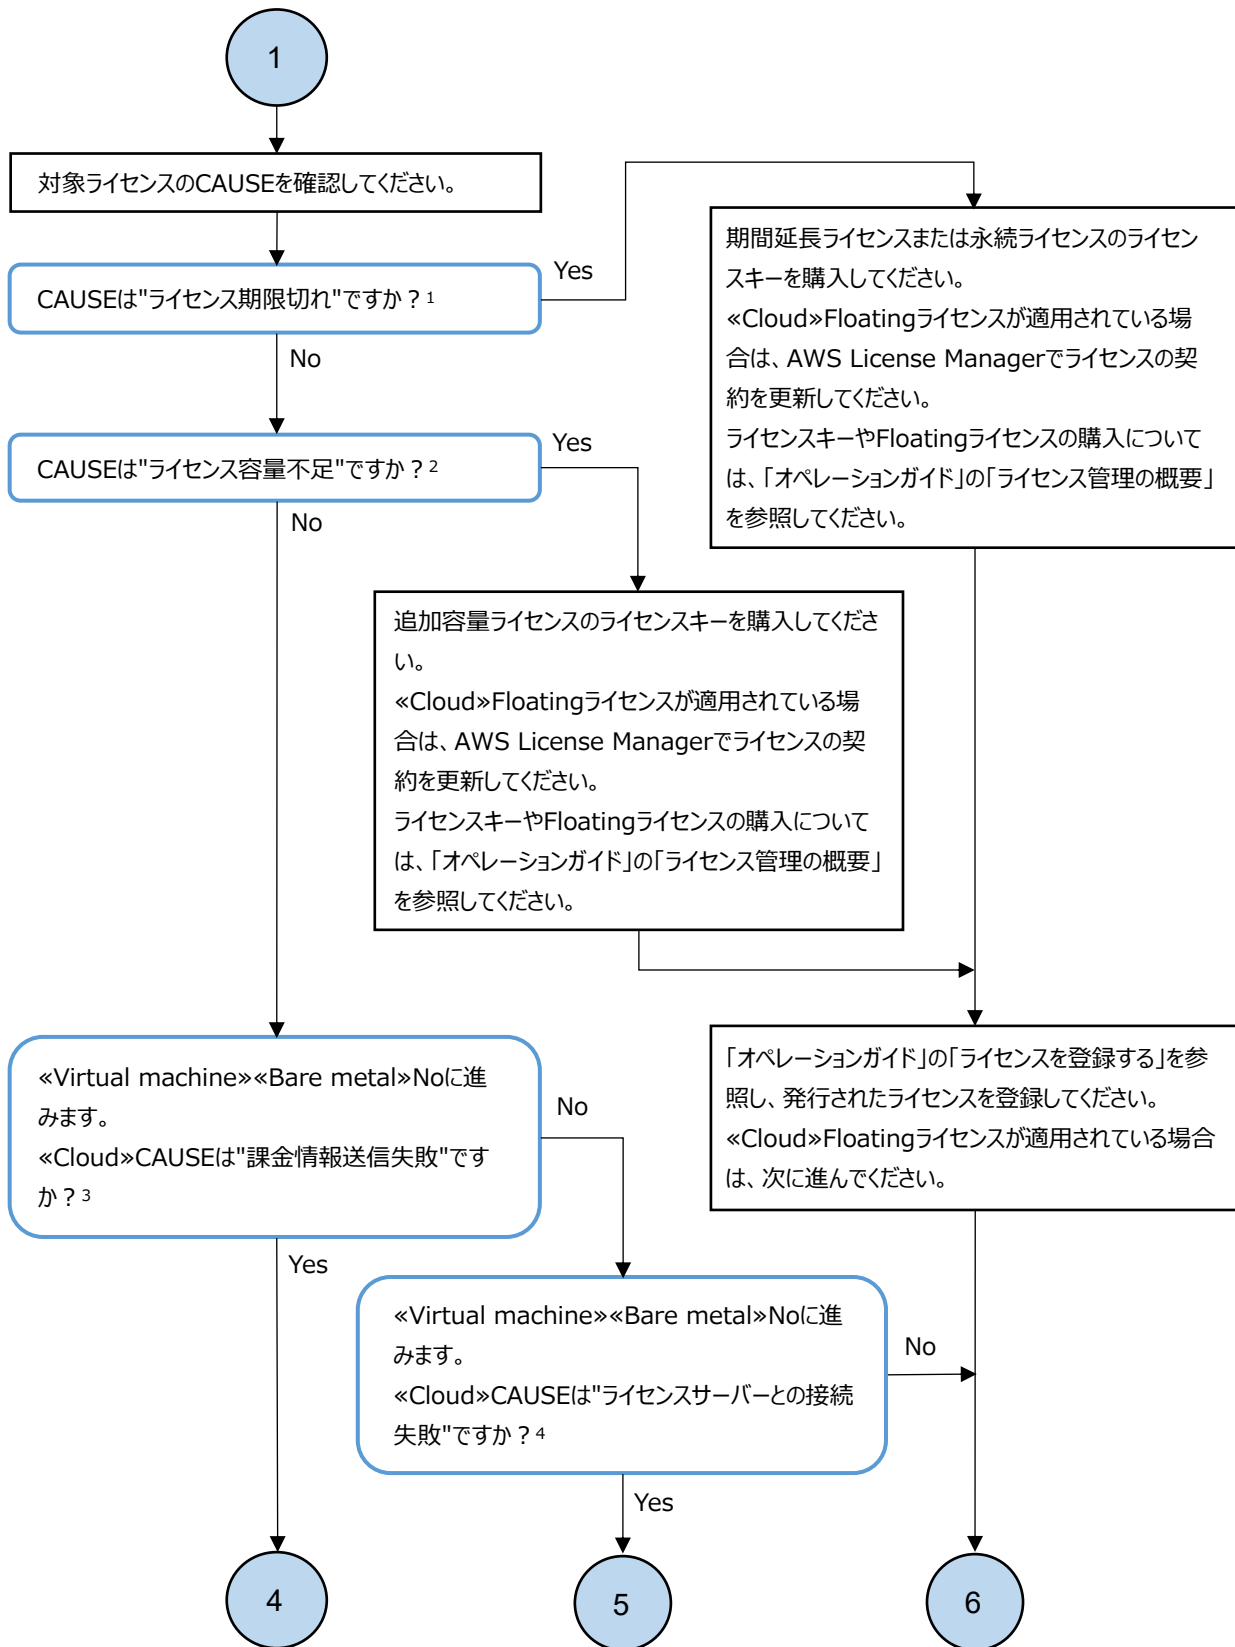 1
対象ライセンスのCAUSEを確認してください。
CAUSEは"ライセンス期限切れ"ですか？1
Yes
No
期間延長ライセンスまたは永続ライセンスのライセン
スキーを購入してください。
«Cloud»Floatingライセンスが適用されている場
合は、AWS License Managerでライセンスの契
約を更新してください。
ライセンスキーやFloatingライセンスの購入について
は、「オペレーションガイド」の「ライセンス管理の概要」
を参照してください。
CAUSEは"ライセンス容量不足"ですか？2
Yes
No
追加容量ライセンスのライセンスキーを購入してくださ
い。
«Cloud»Floatingライセンスが適用されている場
合は、AWS License Managerでライセンスの契
約を更新してください。
ライセンスキーやFloatingライセンスの購入について
は、「オペレーションガイド」の「ライセンス管理の概要」
を参照してください。
«Virtual machine»«Bare metal»Noに進
みます。
«Cloud»CAUSEは"課金情報送信失敗"です
か？3
No
Yes
「オペレーションガイド」の「ライセンスを登録する」を参
照し、発行されたライセンスを登録してください。
«Cloud»Floatingライセンスが適用されている場合
は、次に進んでください。
«Virtual machine»«Bare metal»Noに進
みます。
«Cloud»CAUSEは"ライセンスサーバーとの接続
失敗"ですか？4
No
Yes
4
5
6